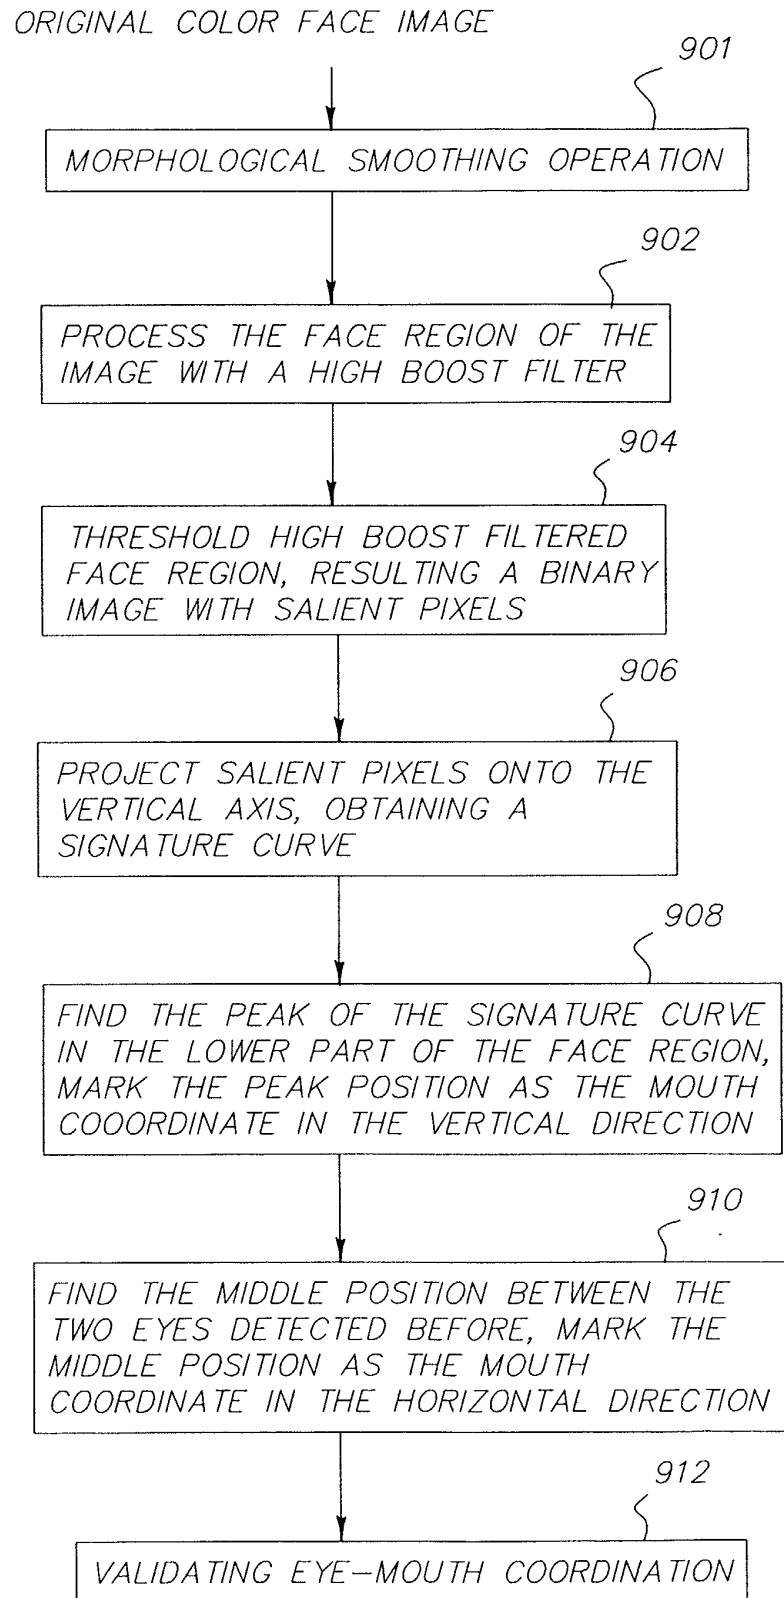 ORIGINAL COLOR FACE IMAGE
901
MORPHOLOGICAL SMOOTHING OPERATION
902
PROCESS THE FACE REGION OF THE
IMAGE WITH A HIGH BOOST FILTER
904
THRESHOLD HIGH BOOST FILTERED
FACE REGION, RESULTING A BINARY
IMAGE WITH SALIENT PIXELS
906
PROJECT SALIENT PIXELS ONTO THE
VERTICAL AXIS, OBTAINING A
SIGNATURE CURVE
908
FIND THE PEAK OF THE SIGNATURE CURVE
IN THE LOWER PART OF THE FACE REGION,
MARK THE PEAK POSITION AS THE MOUTH
COOORDINATE IN THE VERTICAL DIRECTION
910
FIND THE MIDDLE POSITION BETWEEN THE
TWO EYES DETECTED BEFORE, MARK THE
MIDDLE POSITION AS THE MOUTH
COORDINATE IN THE HORIZONTAL DIRECTION
912
VALIDATING EYE–MOUTH COORDINATION